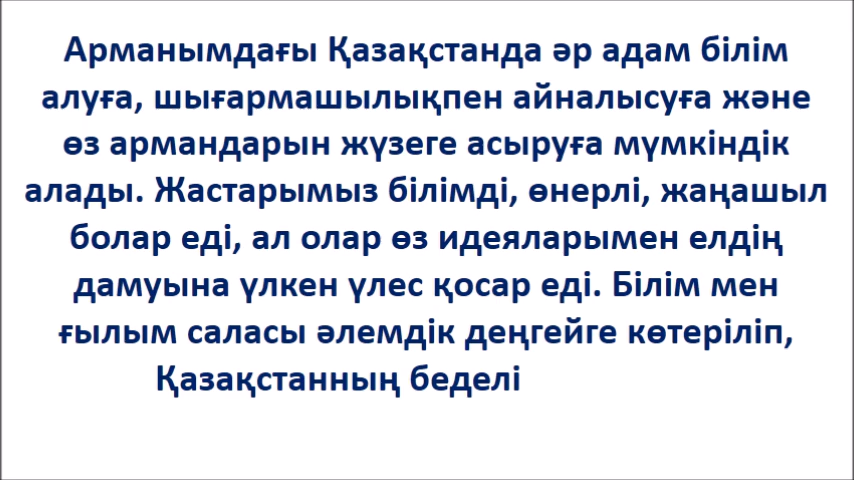 Арманымдағы Қазақстанда әр адам білім
алуға, шығармашылықпен айналысуға және
өз армандарын жүзеге асыруға мүмкіндік
алады. Жастарымыз білімді, өнерлі, жаңашыл
болар еді, ал олар өз идеяларымен елдің
дамуына үлкен үлес қосар еді. Білім мен
ғылым саласы әлемдік деңгейге көтеріліп,
Қазақстанның беделі